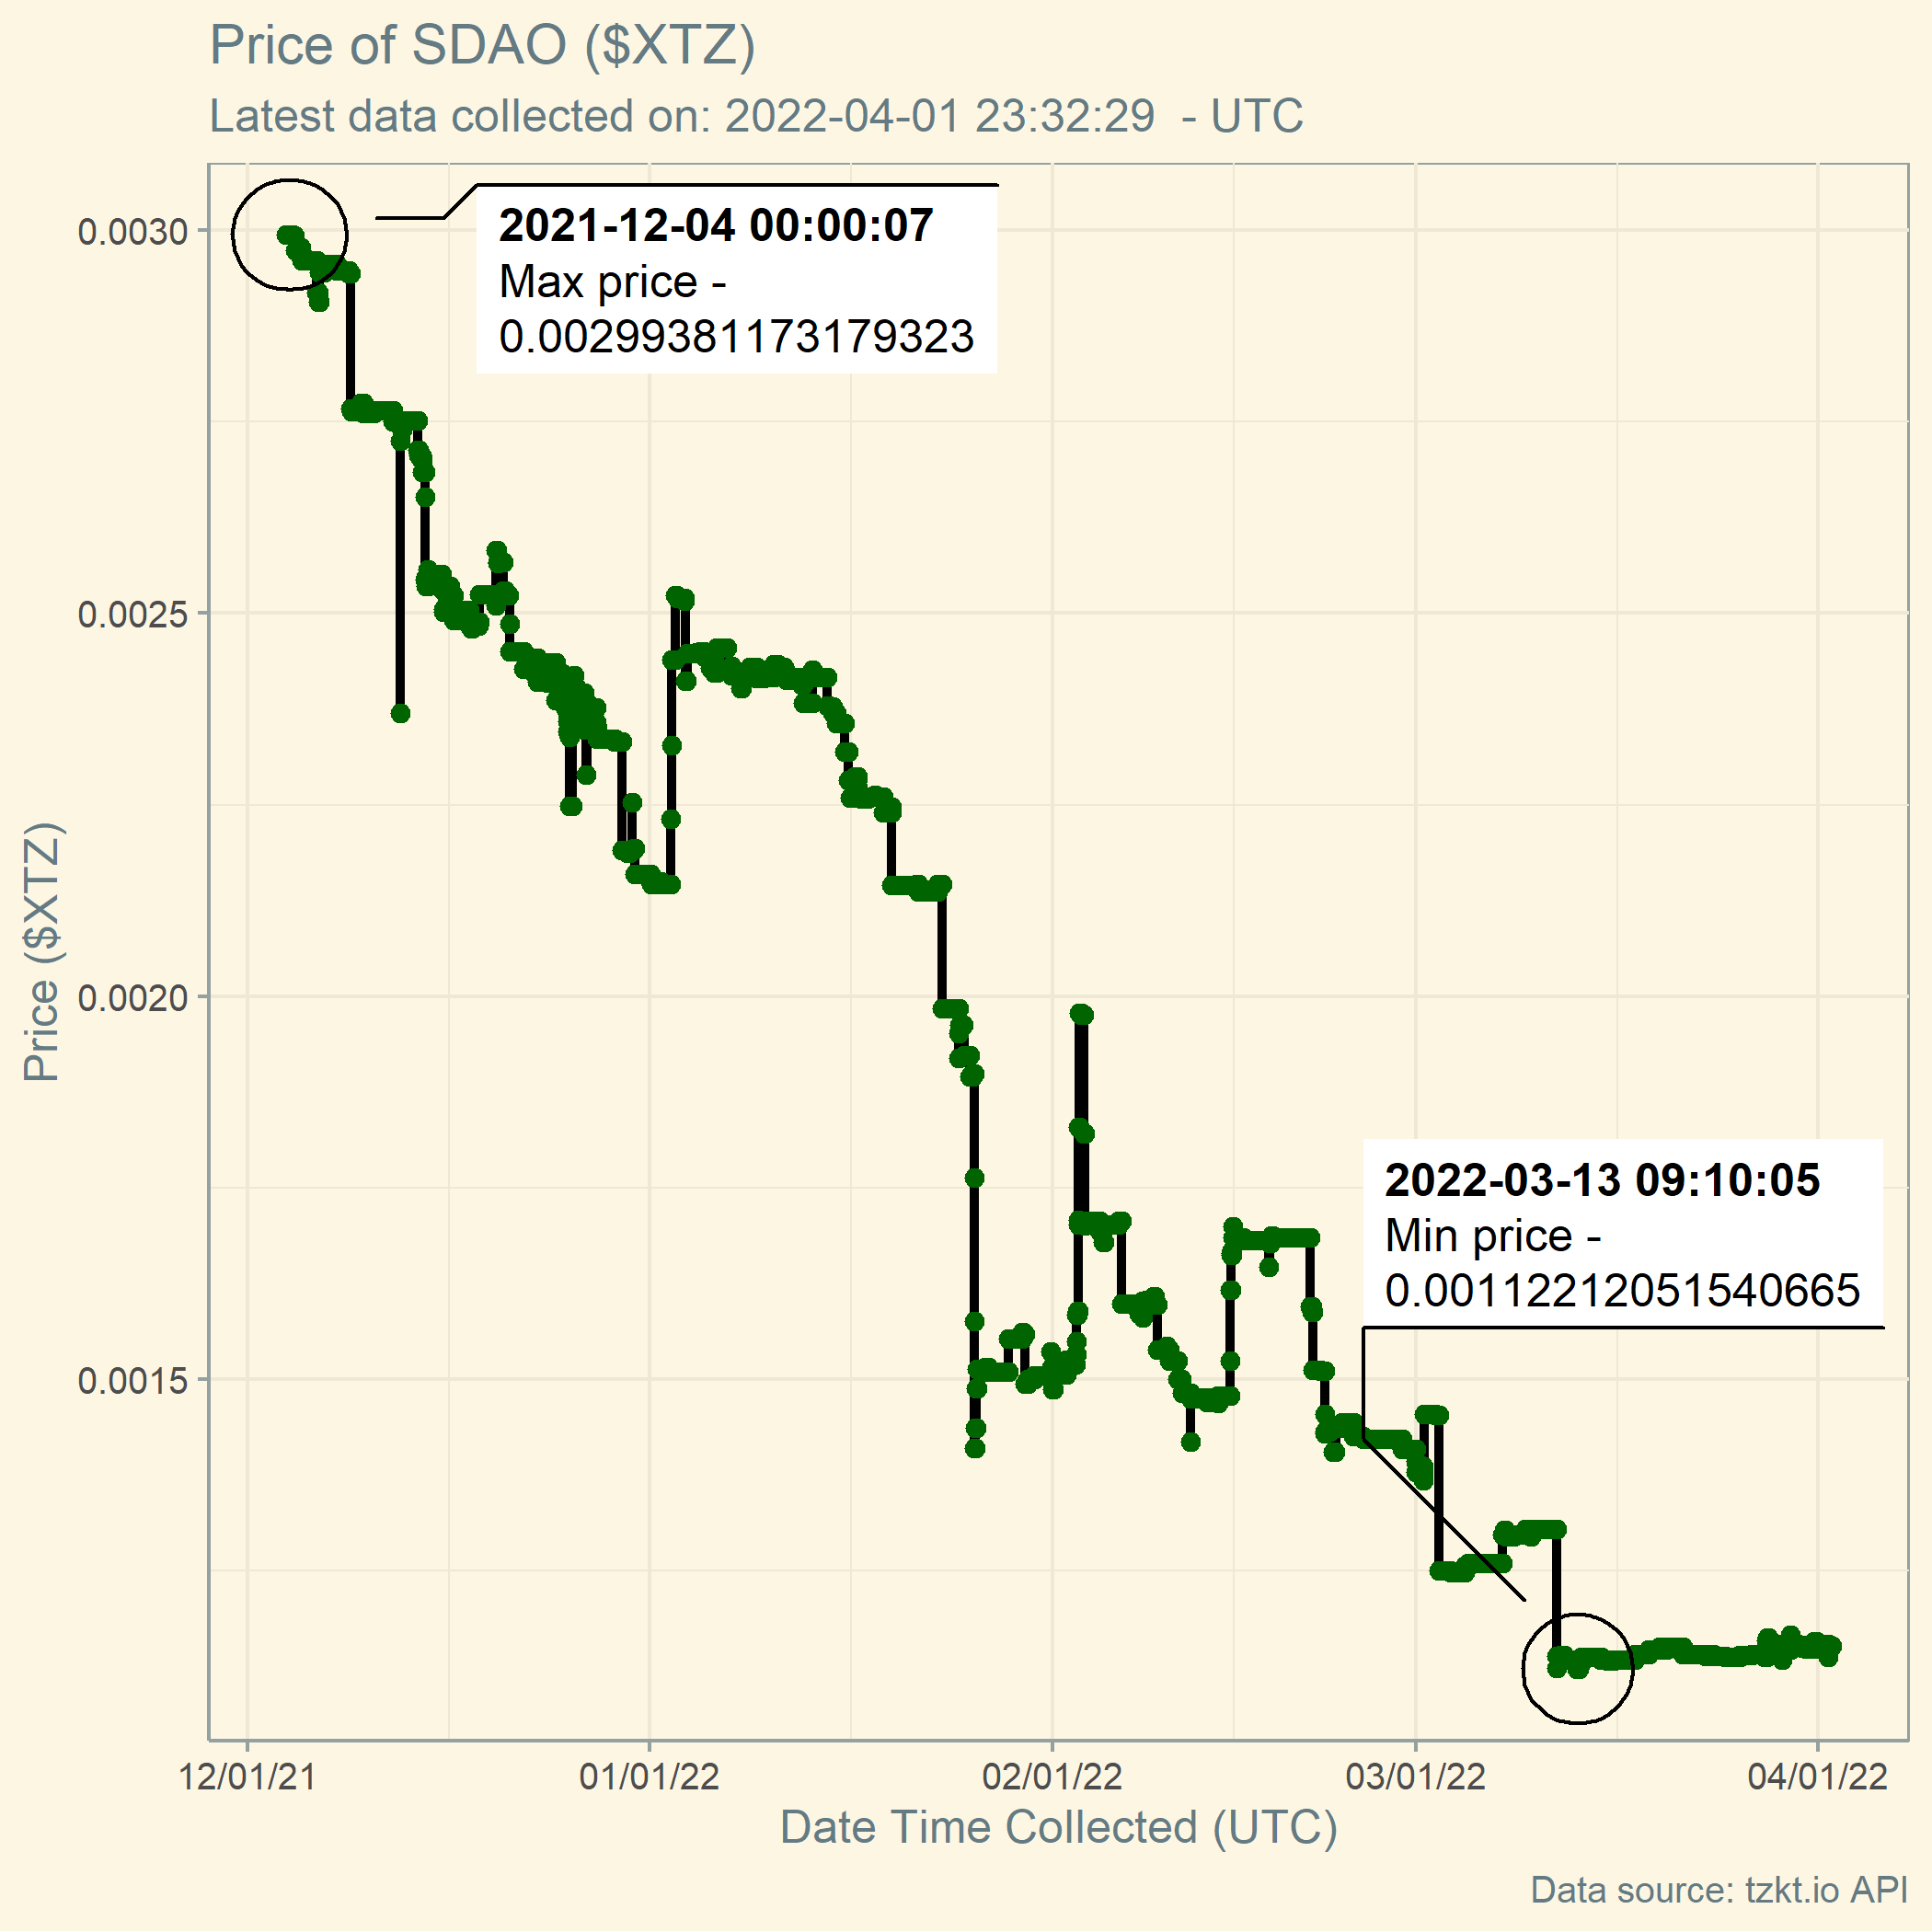 Price of SDAO ($XTZ)
Latest data collected on: 2022-04-01 23:32:29  - UTC
2021-12-04 00:00:07
Max price -
0.00299381173179323
2022-03-13 09:10:05
Min price -
0.00112212051540665
Price ($XTZ)
0.0030
0.0025
0.0020
0.0015
12/01/21
01/01/22
02/01/22
03/01/22
04/01/22
Date Time Collected (UTC)
Data source: tzkt.io API